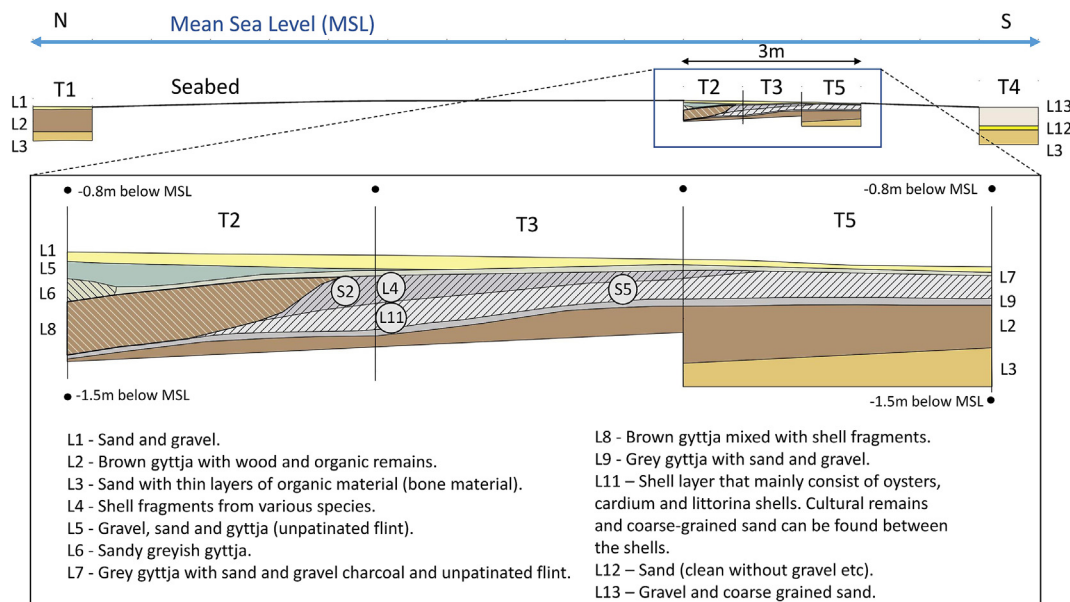 N
Mean Sea Level (MSL)
S
3m
T1
Seabed
T2
T3
T5
T4
L1
L2
L3
L13
L12
L3
-0.8m below MSL
-0.8m below MSL
T2
T3
T5
L1
L5
L6
L8
S2
L4
L11
S5
L7
L9
L2
L3
-1.5m below MSL
-1.5m below MSL
L1 - Sand and gravel.
L2 - Brown gyttja with wood and organic remains.
L3 - Sand with thin layers of organic material (bone material).
L4 - Shell fragments from various species.
L5 - Gravel, sand and gyttja (unpatinated flint).
L6 - Sandy greyish gyttja.
L7 - Grey gyttja with sand and gravel charcoal and unpatinated flint.
L8 - Brown gyttja mixed with shell fragments.
L9 - Grey gyttja with sand and gravel.
L11 – Shell layer that mainly consist of oysters,
cardium and littorina shells. Cultural remains
and coarse-grained sand can be found between
the shells.
L12 – Sand (clean without gravel etc).
L13 – Gravel and coarse grained sand.